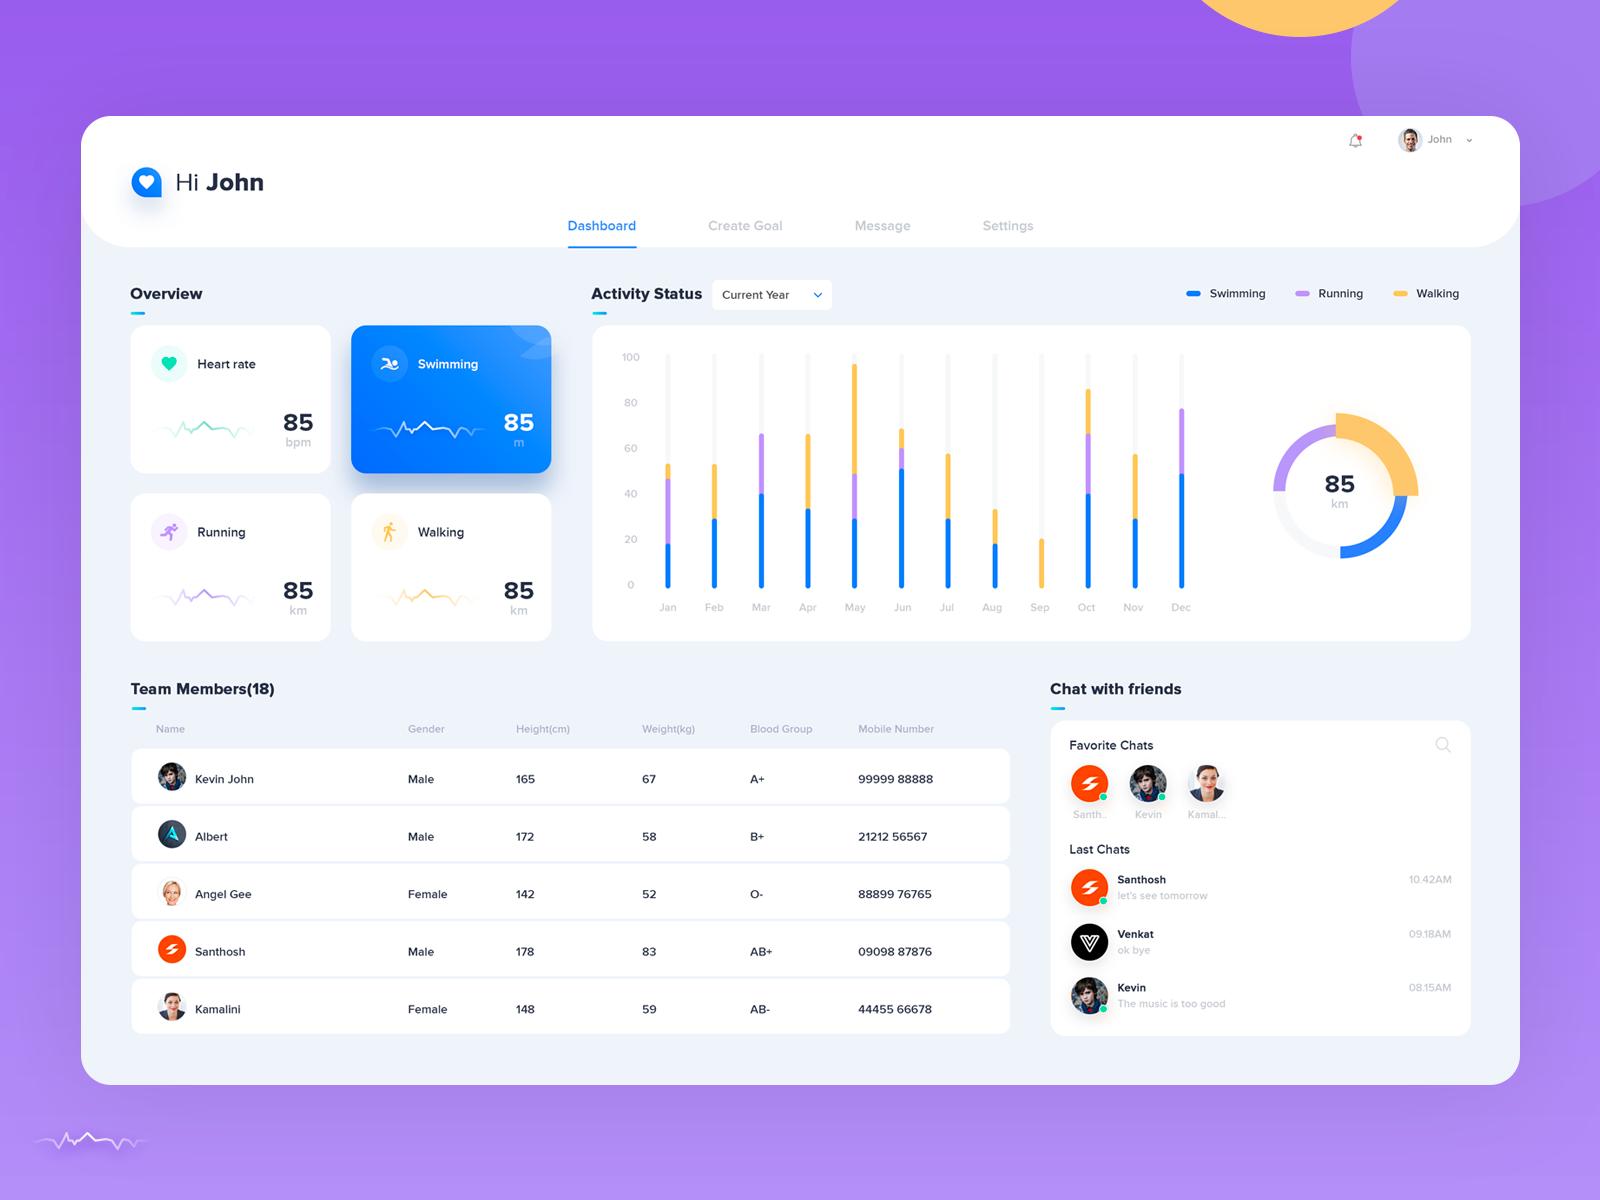 John
Hi John
Dashboard Create Goal Message Settings
Overview
Heart rate
85
bpm
Swimming
85
m
Running
85
km
Walking
85
km
Activity Status Current Year
Swimming Running Walking
100
80
60
40
20
0
Jan Feb Mar Apr May Jun Jul Aug Sep Oct Nov Dec
85
km
Team Members(18)
Name Gender Height(cm) Weight(kg) Blood Group Mobile Number
Kevin John Male 165 67 A+ 99999 88888
Albert Male 172 58 B+ 21212 56567
Angel Gee Female 142 52 O- 88899 76765
Santhosh Male 178 83 AB+ 09098 87876
Kamalini Female 148 59 AB- 44455 66678
Chat with friends
Favorite Chats
Santh.. Kevin Kamal...
Last Chats
Santhosh 10.42AM
let's see tomorrow
Venkat 09.18AM
ok bye
Kevin 08.15AM
The music is too good